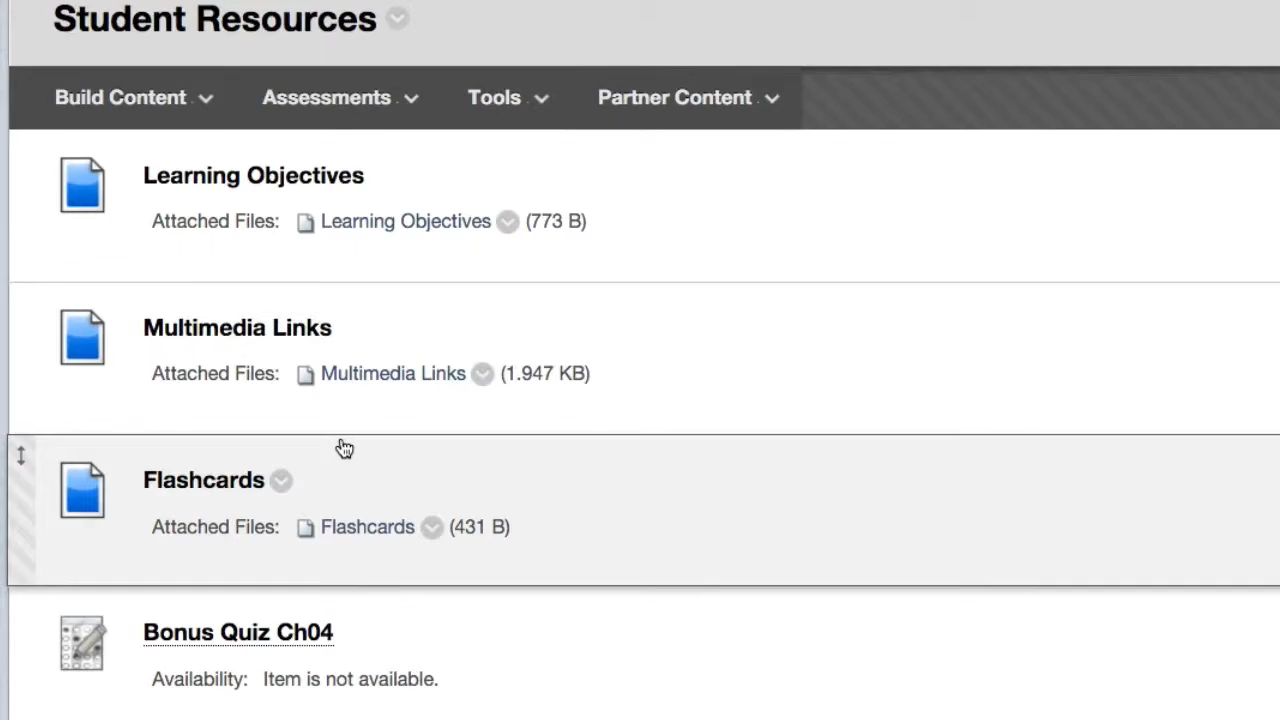 Student Resources
Build Content Assessments Tools Partner Content
Learning Objectives
Attached Files: Learning Objectives (773 B)
Multimedia Links
Attached Files: Multimedia Links (1.947 KB)
Flashcards
Attached Files: Flashcards (431 B)
Bonus Quiz Ch04
Availability: Item is not available.